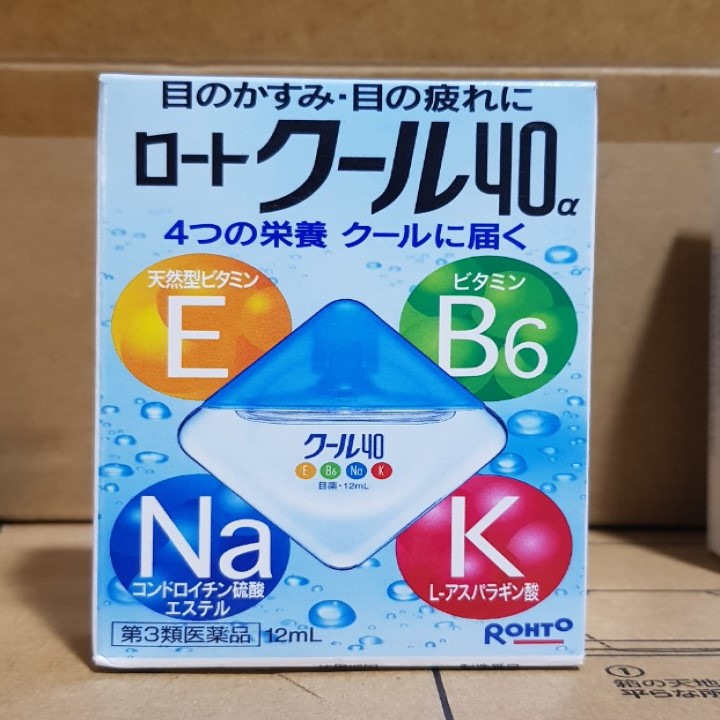 目のかすみ・目の疲れに
ロートクール40α
4つの栄養 クールに届く
天然型ビタミン
E
ビタミン
B6
クール40
E B6 Na K
目薬・12mL
Na
コンドロイチン硫酸
エステル
K
L-アスパラギン酸
第3類医薬品 12mL
ROHTO
①
箱の天地
平らな所